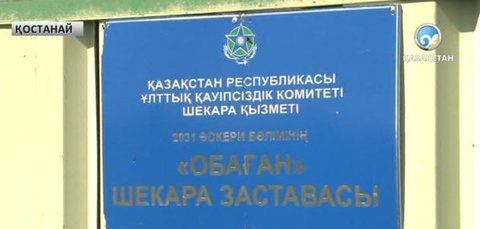 ҚОСТАНАЙ
ҚАЗАҚСТАН
ҚАЗАҚСТАН РЕСПУБЛИКАСЫ
ҰЛТТЫҚ ҚАУІПСІЗДІК КОМИТЕТІ
ШЕКАРА ҚЫЗМЕТІ
2031 ӘСКЕРИ БӨЛІМІНІҢ
«ОБАҒАН»
ШЕКАРА ЗАСТАВАСЫ